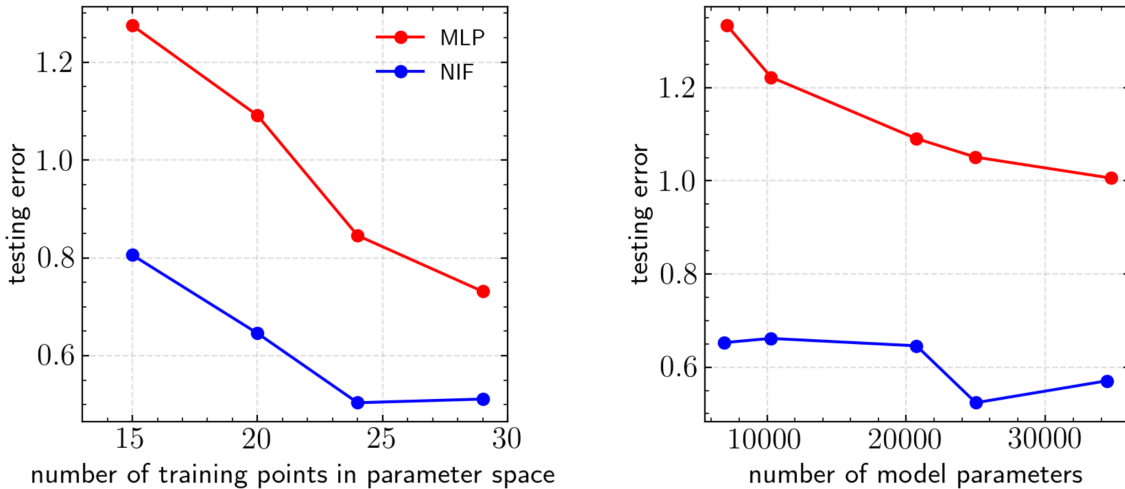 testing error
1.2
1.0
0.8
0.6
MLP
NIF
15
20
25
30
number of training points in parameter space
testing error
1.2
1.0
0.8
0.6
10000
20000
30000
number of model parameters